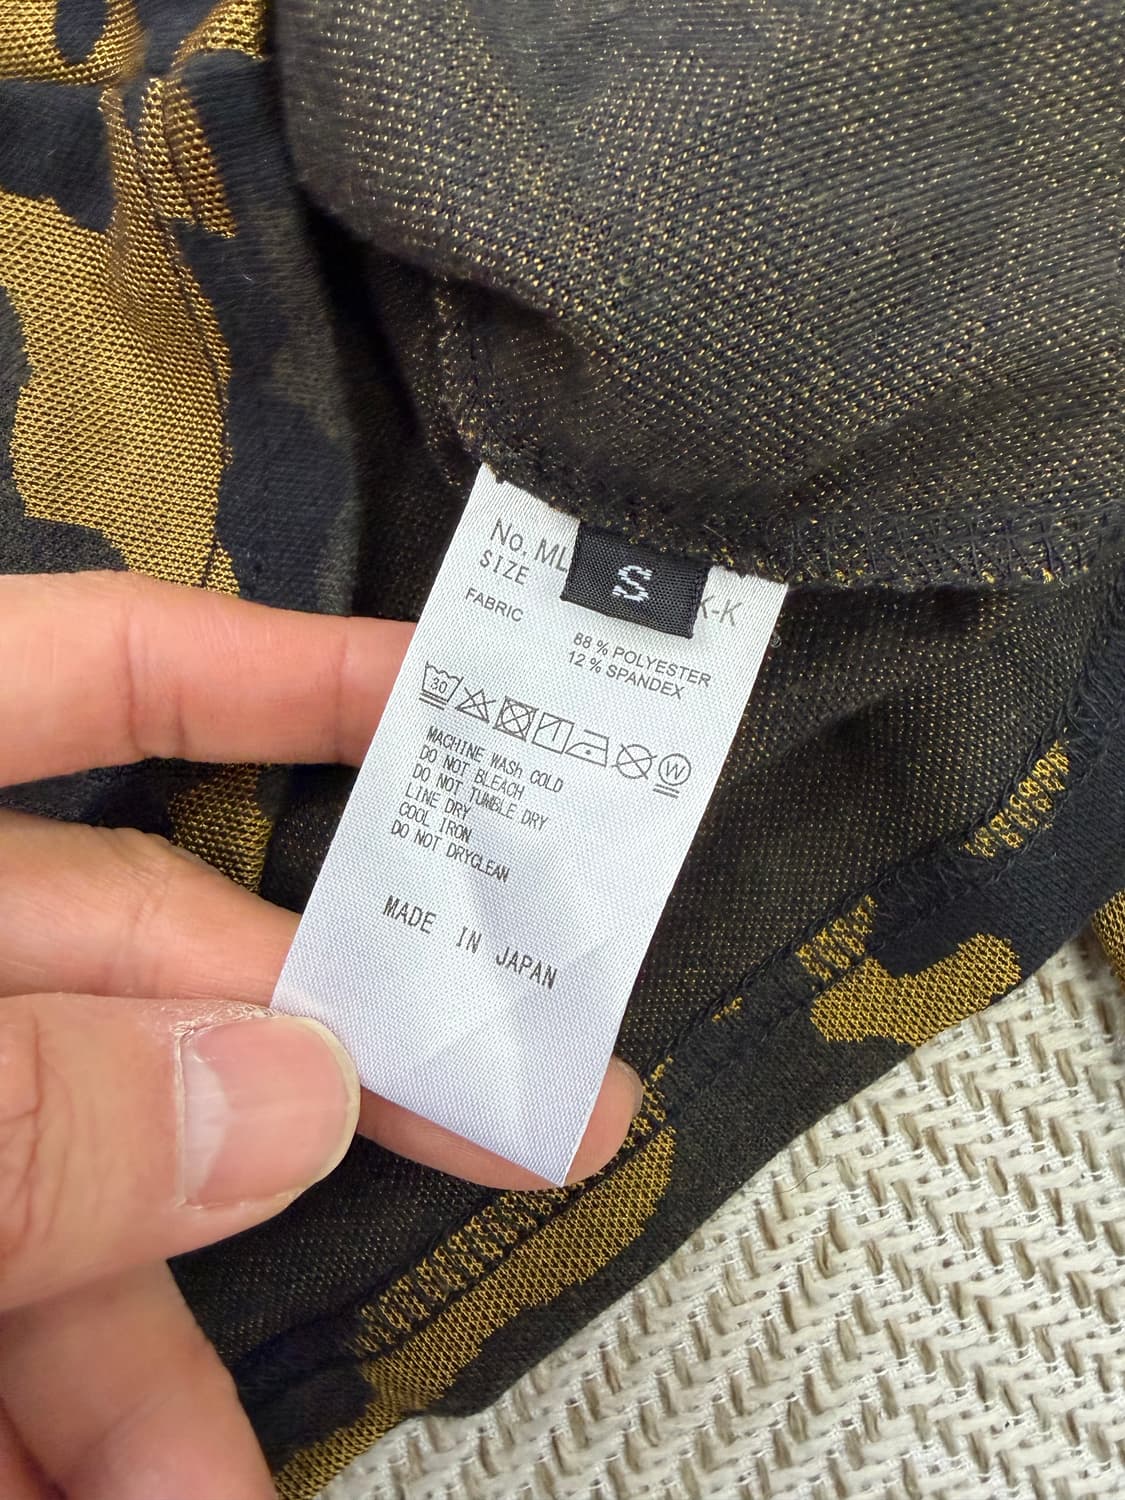 No. ML
SIZE S
K-K
FABRIC
88 % POLYESTER
12 % SPANDEX
30
W
MACHINE WASh COLD
DO NOT BLEACH
DO NOT TUMBLE DRY
LINE DRY
COOL IRON
DO NOT DRYCLEAN
MADE IN JAPAN